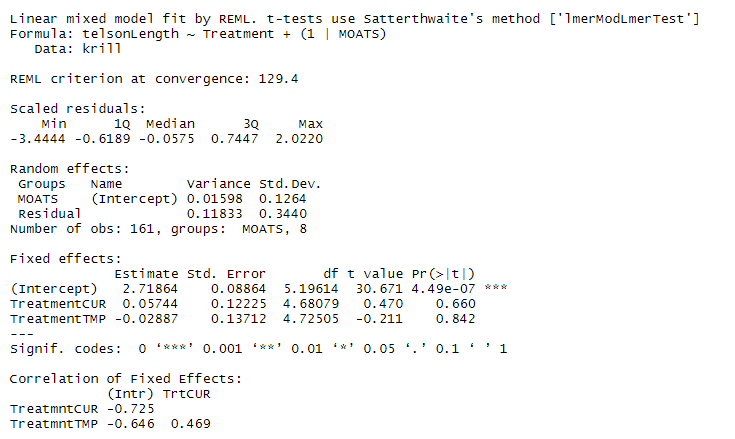 Linear mixed model fit by REML. t-tests use Satterthwaite's method ['lmerModLmerTest']
Formula: telsonLength ~ Treatment + (1 | MOATS)
   Data: krill

REML criterion at convergence: 129.4

Scaled residuals:
    Min      1Q  Median      3Q     Max
-3.4444 -0.6189 -0.0575  0.7447  2.0220

Random effects:
 Groups   Name        Variance Std.Dev.
 MOATS    (Intercept) 0.01598  0.1264
 Residual             0.11833  0.3440
Number of obs: 161, groups:  MOATS, 8

Fixed effects:
             Estimate Std. Error       df t value Pr(>|t|)
(Intercept)   2.71864    0.08864  5.19614  30.671 4.49e-07 ***
TreatmentCUR  0.05744    0.12225  4.68079   0.470    0.660
TreatmentTMP -0.02887    0.13712  4.72505  -0.211    0.842
---
Signif. codes:  0 ‘***’ 0.001 ‘**’ 0.01 ‘*’ 0.05 ‘.’ 0.1 ‘ ’ 1

Correlation of Fixed Effects:
            (Intr) TrtCUR
TreatmntCUR -0.725
TreatmntTMP -0.646  0.469